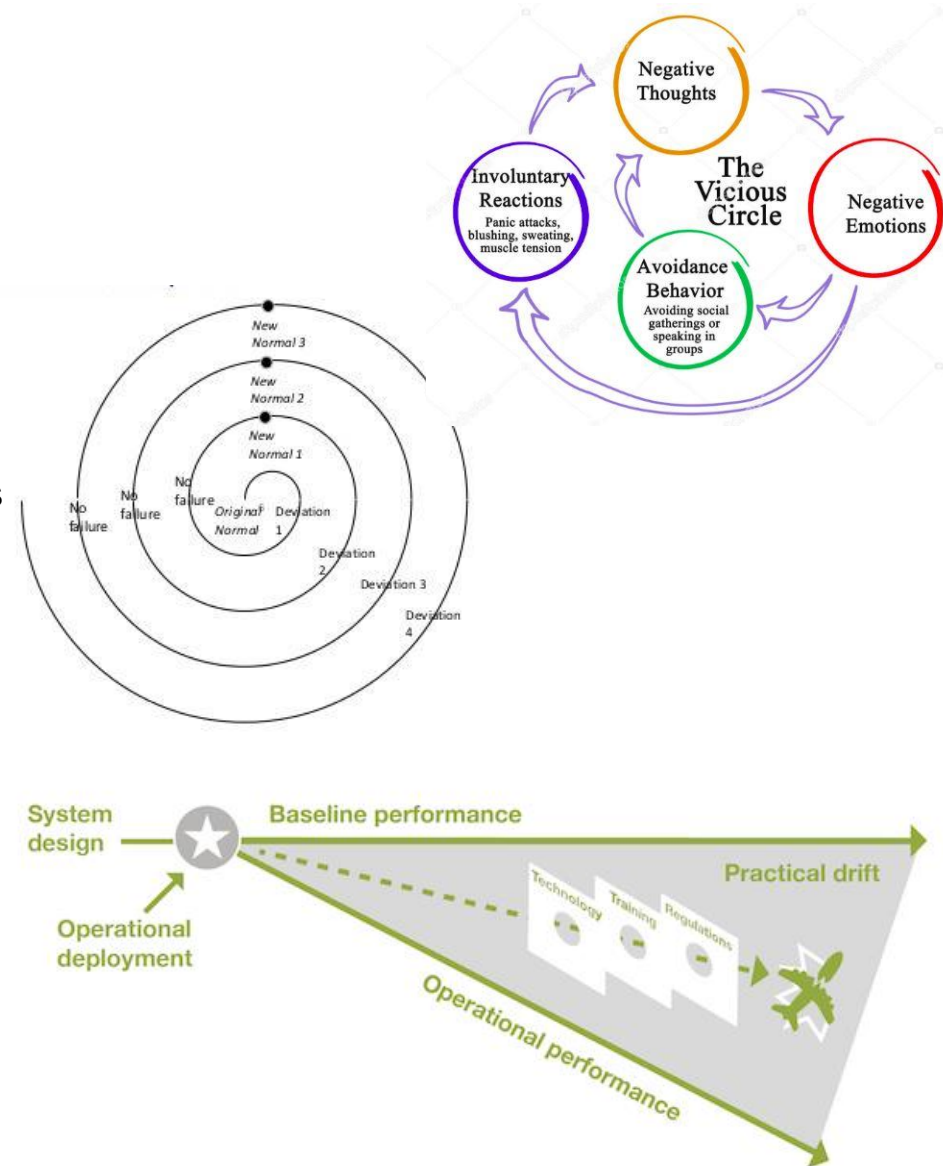 Negative
Thoughts
The
Vicious
Circle
Involuntary
Reactions
Panic attacks,
blushing, sweating,
muscle tension
Negative
Emotions
Avoidance
Behavior
Avoiding social
gatherings or
speaking in
groups
New
Normal 3
New
Normal 2
New
Normal 1
No
failure
No
failure
No
failure
Original
Normal
Deviation
1
Deviation
2
Deviation 3
Deviation
4
System
design
Baseline performance
Practical drift
Operational
deployment
Technology
Training
Regulations
Operational performance